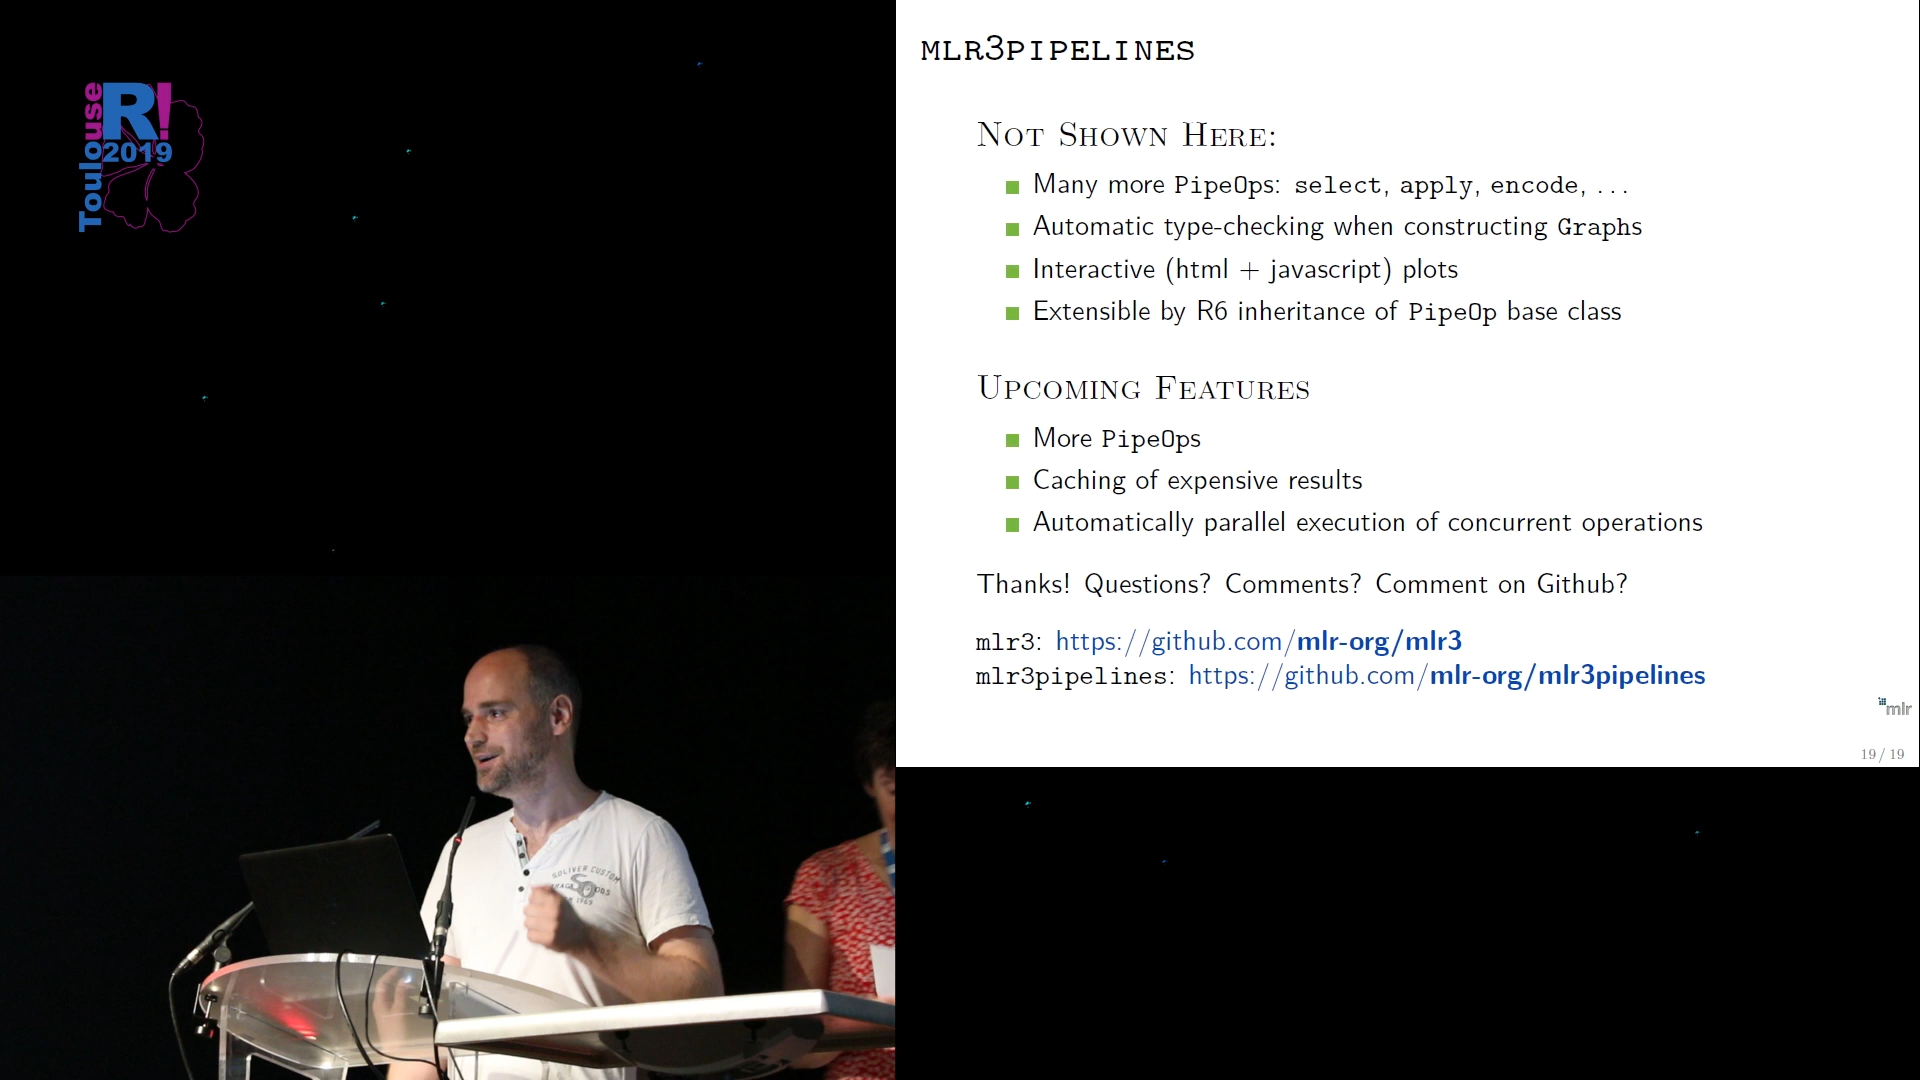 Toulouse
R!
2019
MLR3PIPELINES
NOT SHOWN HERE:
Many more PipeOps: select, apply, encode, ...
Automatic type-checking when constructing Graphs
Interactive (html + javascript) plots
Extensible by R6 inheritance of PipeOp base class
UPCOMING FEATURES
More PipeOps
Caching of expensive results
Automatically parallel execution of concurrent operations
Thanks! Questions? Comments? Comment on Github?
mlr3: https://github.com/mlr-org/mlr3
mlr3pipelines: https://github.com/mlr-org/mlr3pipelines
mlr
19 / 19
S.OLIVER CUSTOM